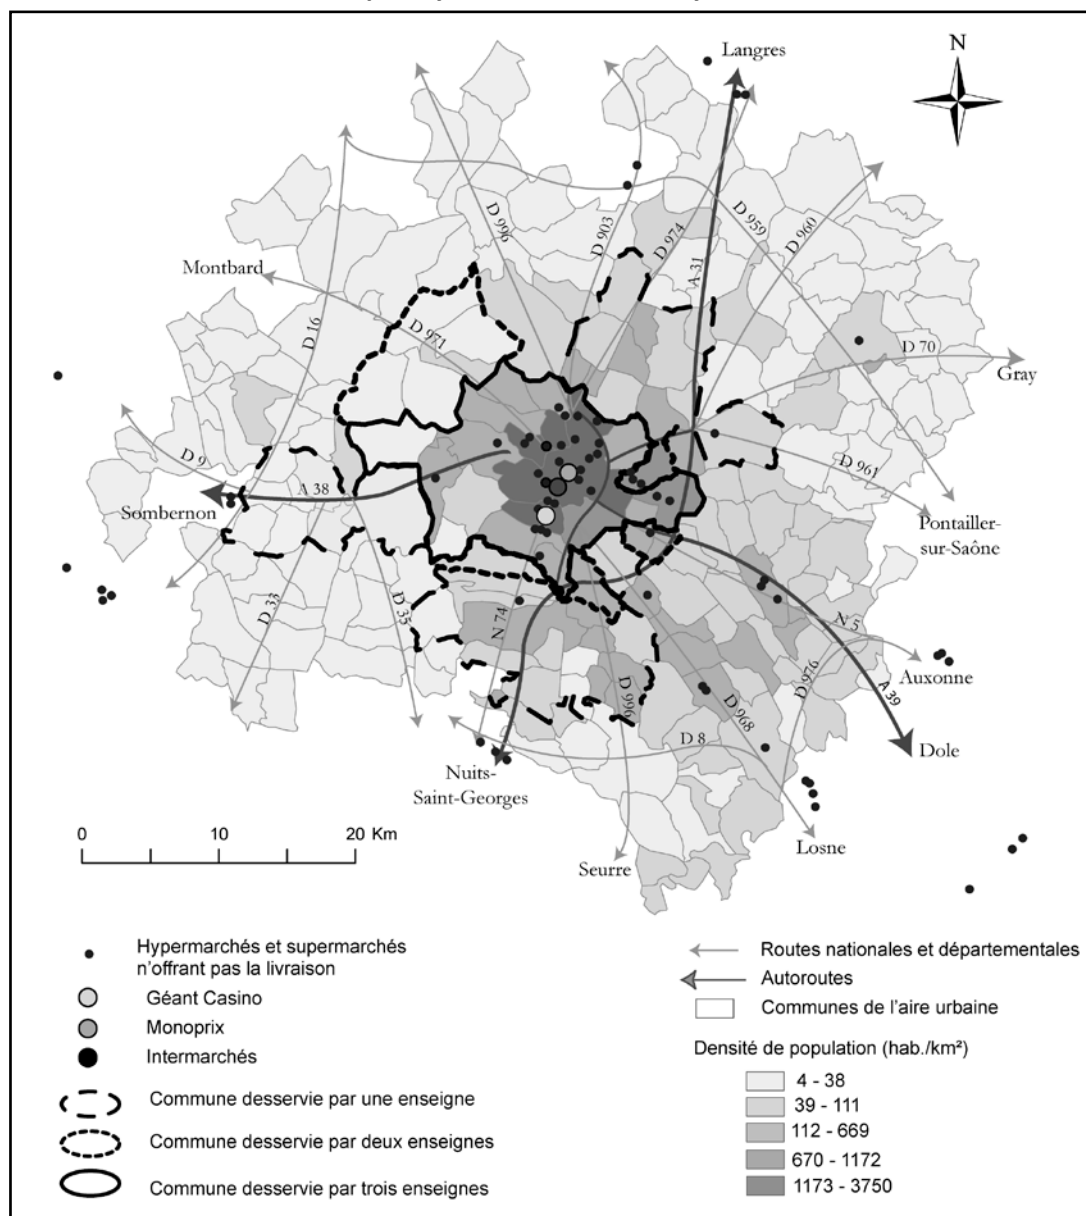 Langres
N
D 996
D 903
D 974
D 959
D 960
A 31
Montbard
D 16
D 971
D 70
Gray
D 9
A 38
D 961
Sombernon
Pontailler-
sur-Saône
D 33
D 35
N 74
N 5
D 976
Auxonne
A 39
D 966
D 968
D 8
Dole
Nuits-
Saint-Georges
0 10 20 Km
Losne
Seurre
Hypermarchés et supermarchés
n'offrant pas la livraison
Géant Casino
Monoprix
Intermarchés
Commune desservie par une enseigne
Commune desservie par deux enseignes
Commune desservie par trois enseignes
Routes nationales et départementales
Autoroutes
Communes de l'aire urbaine
Densité de population (hab./km²)
4 - 38
39 - 111
112 - 669
670 - 1172
1173 - 3750